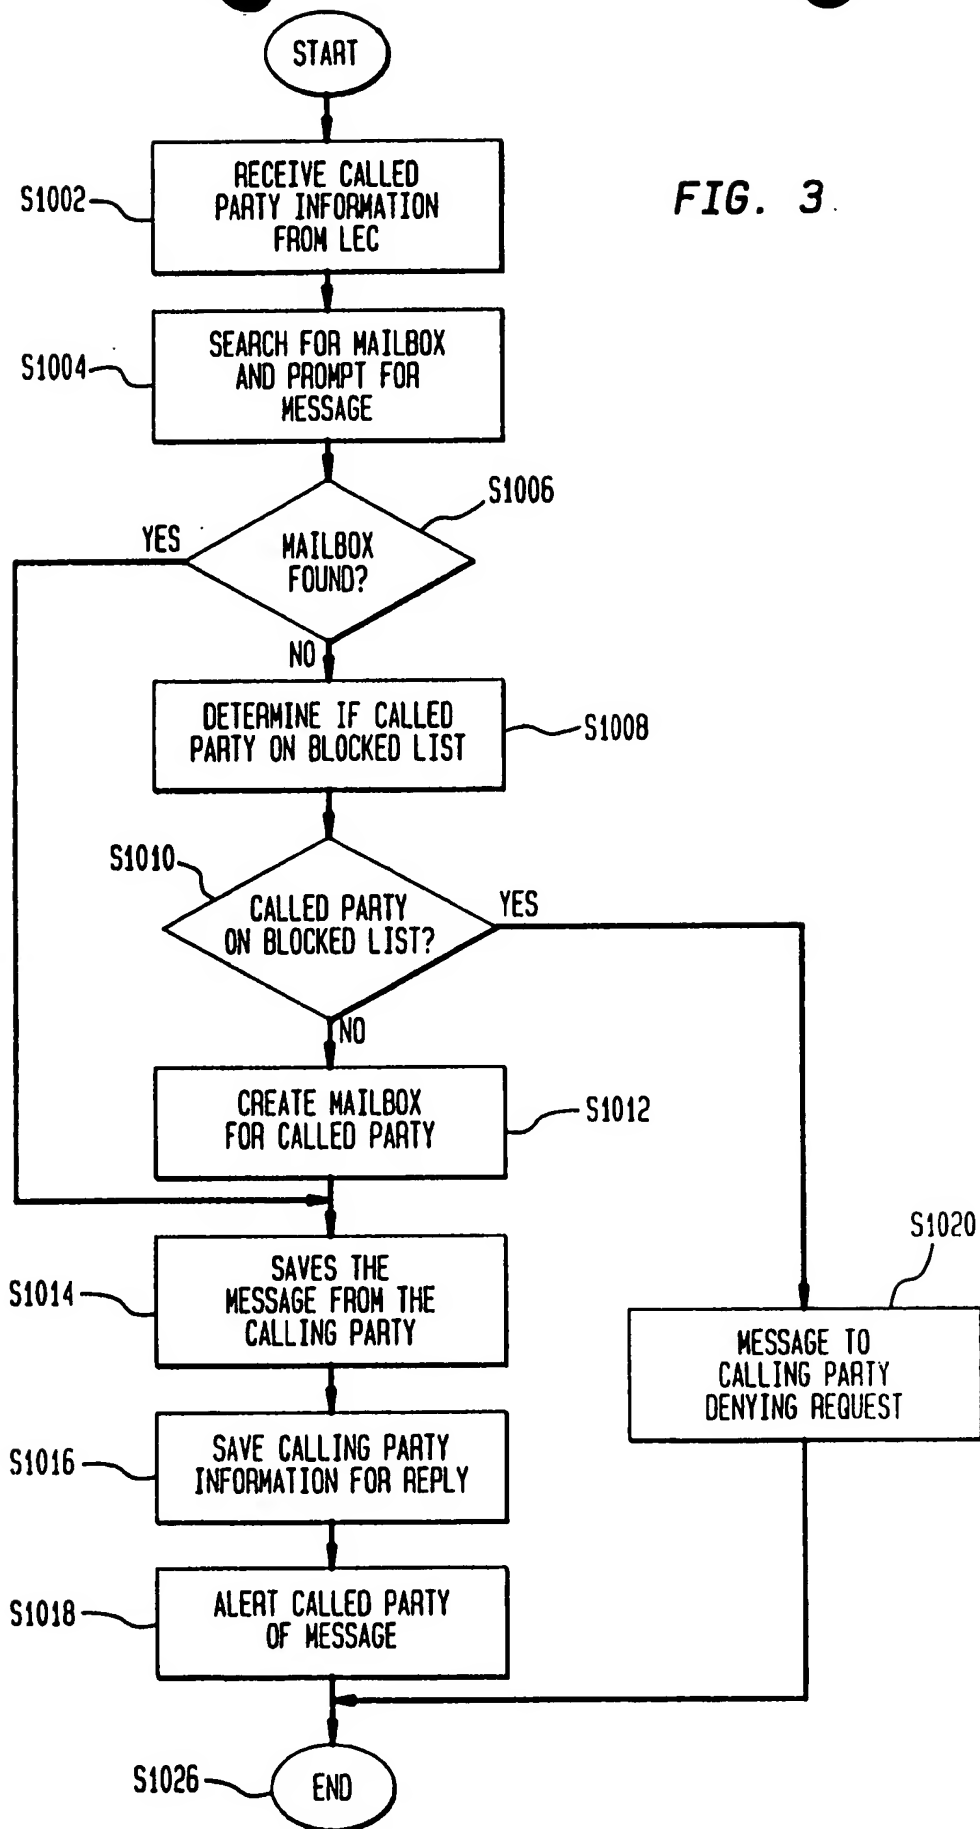 START
FIG. 3
S1002
RECEIVE CALLED
PARTY INFORMATION
FROM LEC
S1004
SEARCH FOR MAILBOX
AND PROMPT FOR
MESSAGE
S1006
YES
MAILBOX
FOUND?
NO
DETERMINE IF CALLED
PARTY ON BLOCKED LIST
S1008
S1010
CALLED PARTY
ON BLOCKED LIST?
YES
NO
CREATE MAILBOX
FOR CALLED PARTY
S1012
S1014
SAVES THE
MESSAGE FROM THE
CALLING PARTY
S1020
MESSAGE TO
CALLING PARTY
DENYING REQUEST
S1016
SAVE CALLING PARTY
INFORMATION FOR REPLY
S1018
ALERT CALLED PARTY
OF MESSAGE
S1026
END